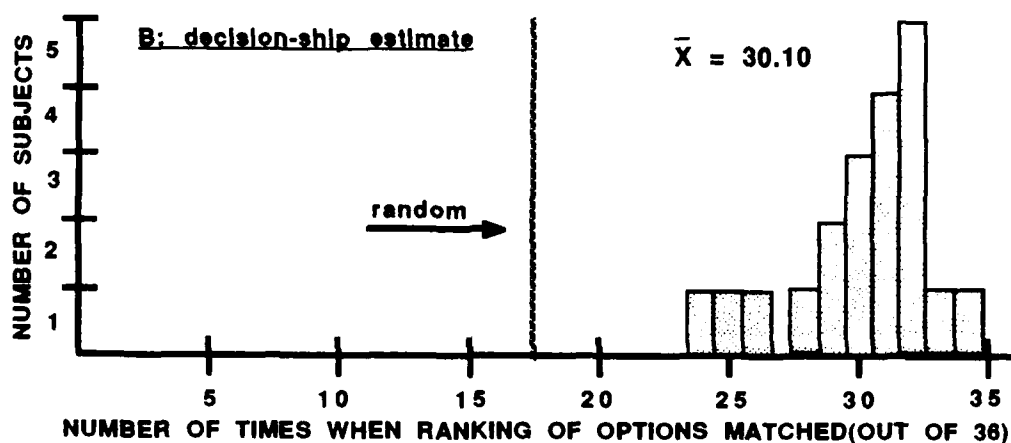 B: decision-ship estimate
X̄ = 30.10
NUMBER OF SUBJECTS
5
4
3
2
1
random
5 10 15 20 25 30 35
NUMBER OF TIMES WHEN RANKING OF OPTIONS MATCHED(OUT OF 36)